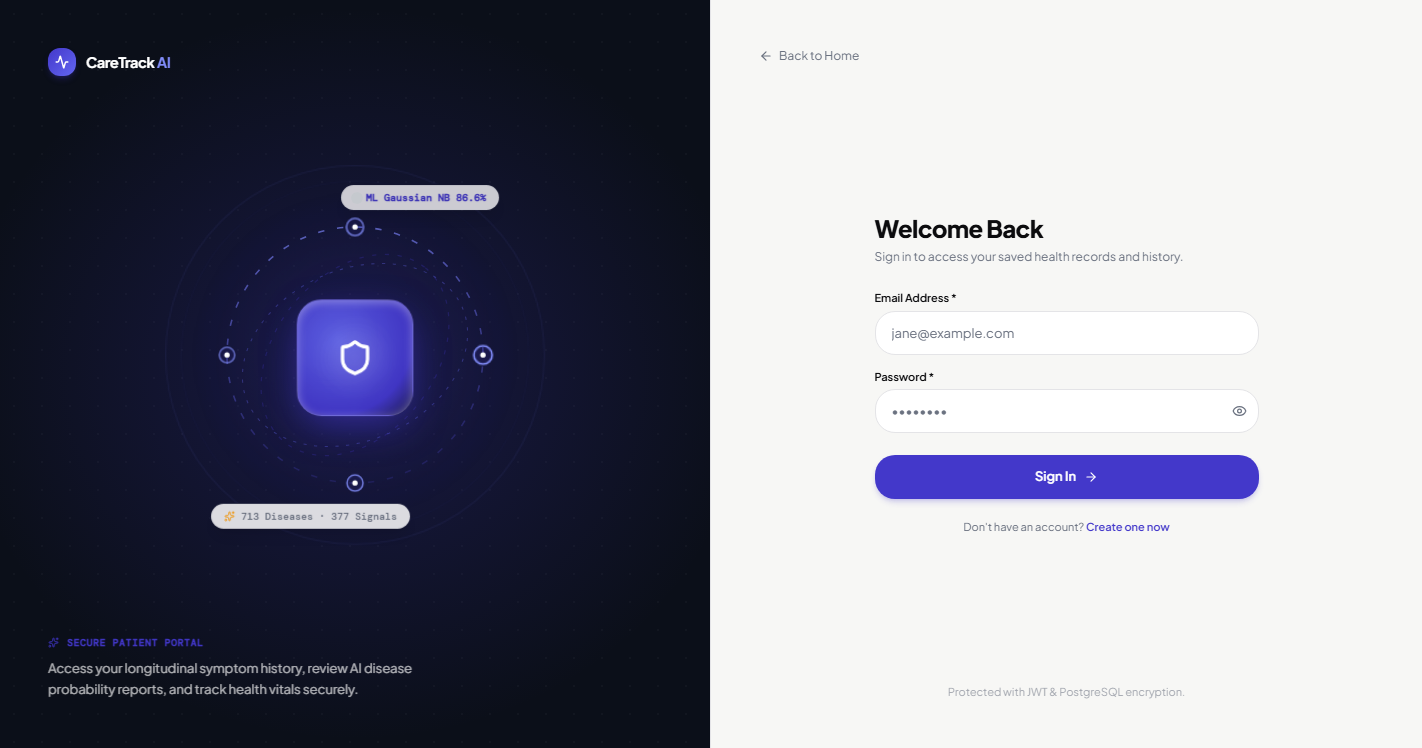 CareTrack AI
ML Gaussian NB 86.6%
713 Diseases · 377 Signals
SECURE PATIENT PORTAL
Access your longitudinal symptom history, review AI disease
probability reports, and track health vitals securely.
Back to Home
Welcome Back
Sign in to access your saved health records and history.
Email Address *
jane@example.com
Password *
••••••••
Sign In
Don't have an account? Create one now
Protected with JWT & PostgreSQL encryption.